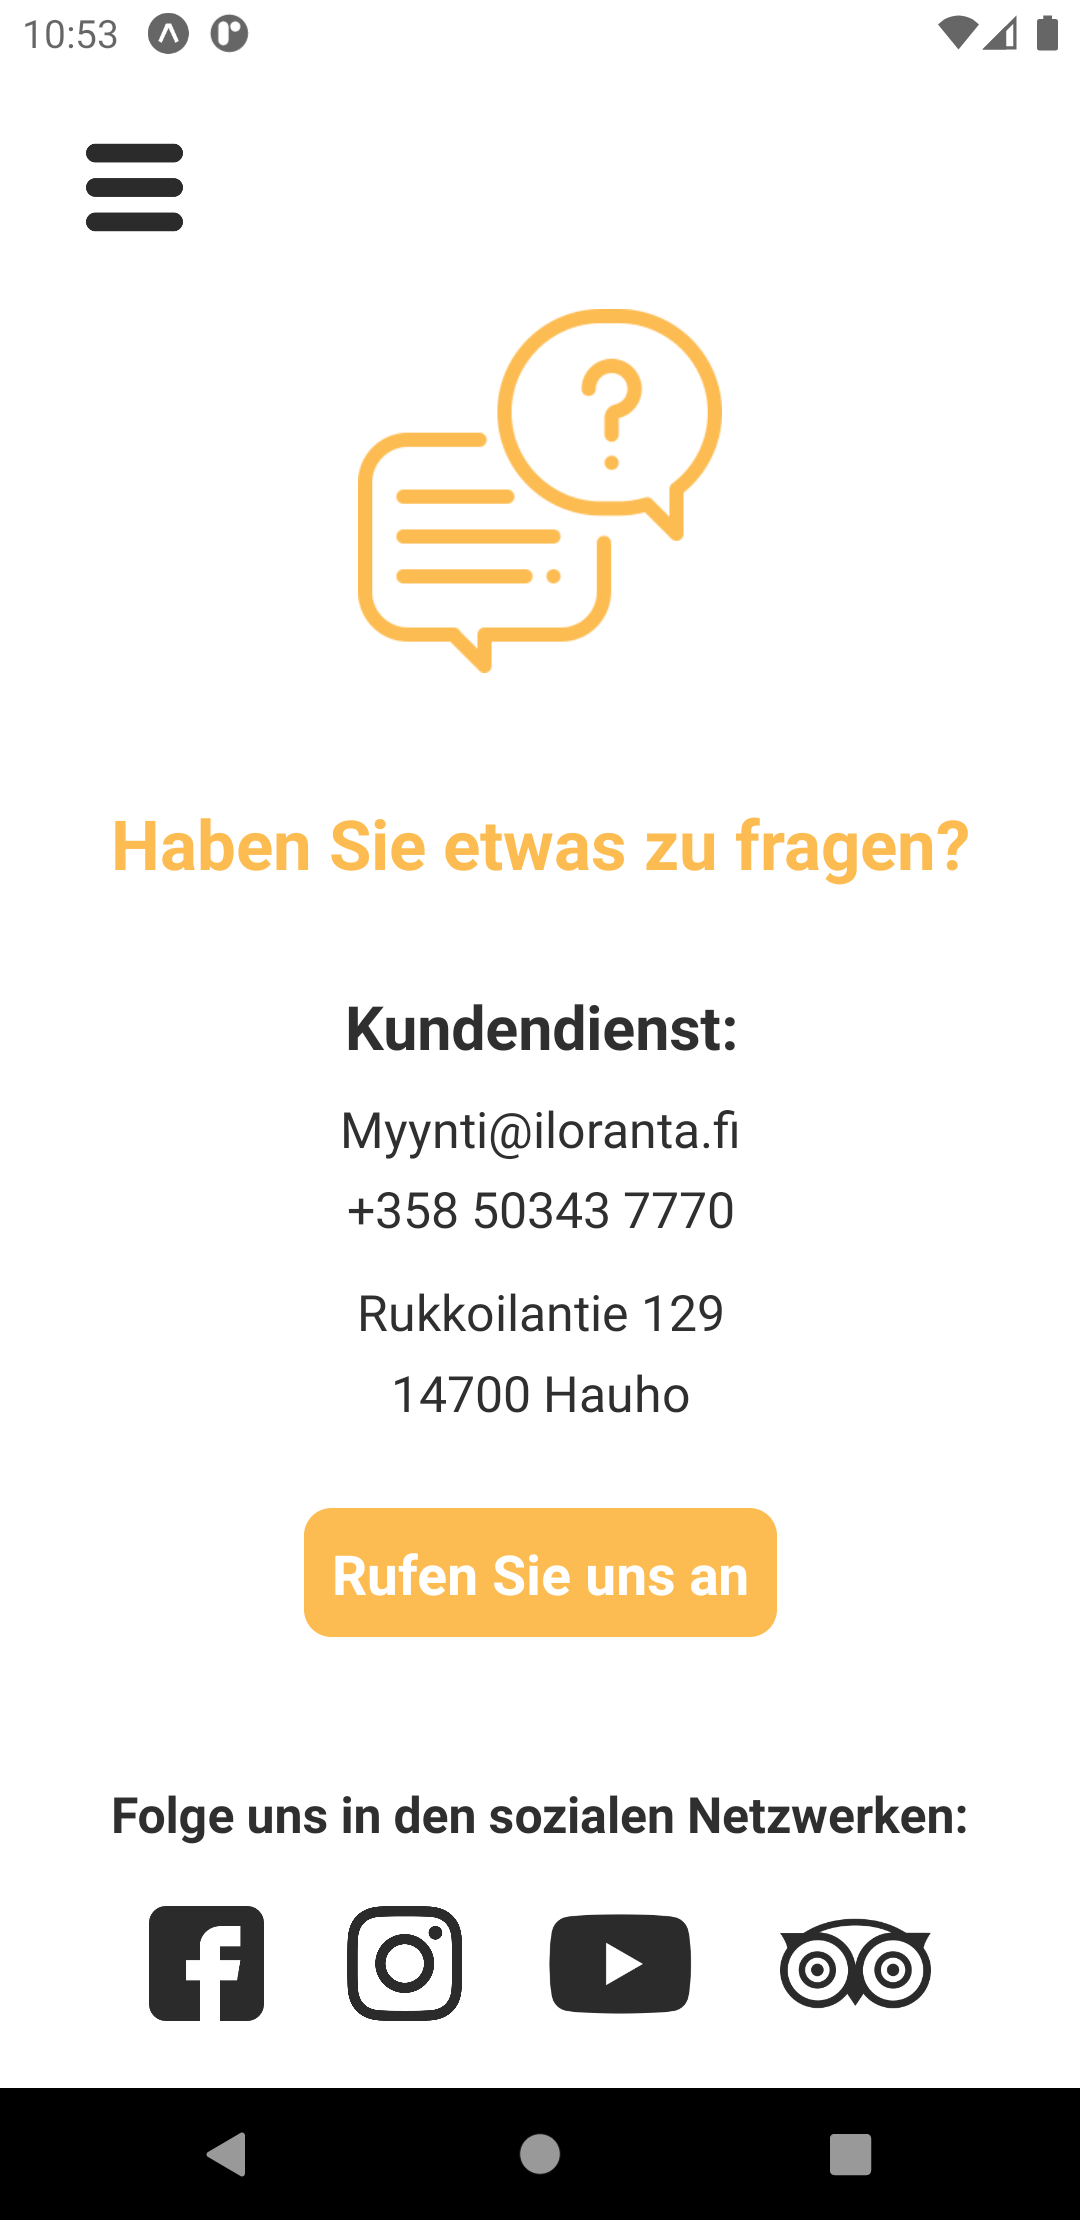 10:53
Haben Sie etwas zu fragen?
Kundendienst:
Myynti@iloranta.fi
+358 50343 7770
Rukkoilantie 129
14700 Hauho
Rufen Sie uns an
Folge uns in den sozialen Netzwerken: